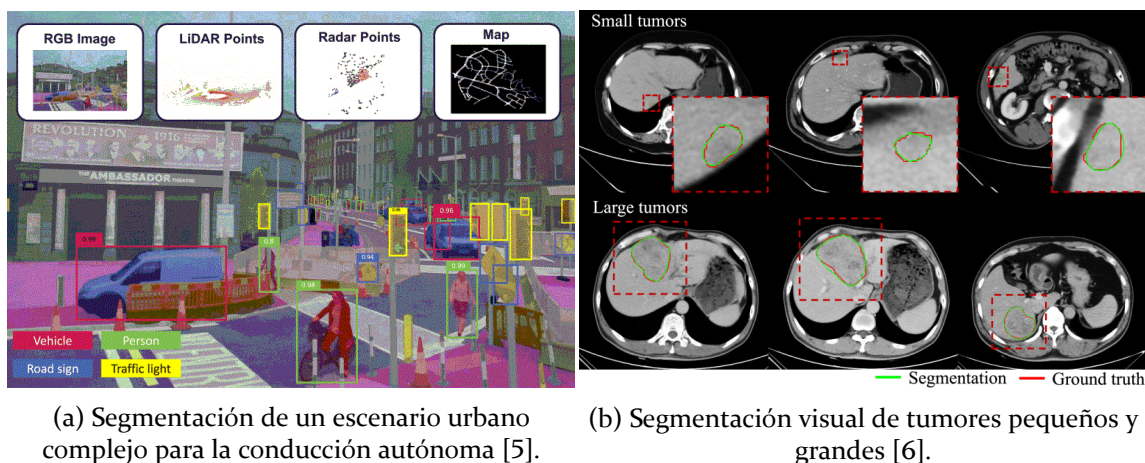 RGB Image
LiDAR Points
Radar Points
Map
REVOLUTION 1916
THE AMBASSADOR THEATRE
0.99
0.9
0.94
0.96
0.98
0.89
Vehicle
Person
Road sign
Traffic light
(a) Segmentación de un escenario urbano
complejo para la conducción autónoma [5].
Small tumors
Large tumors
Segmentation
Ground truth
(b) Segmentación visual de tumores pequeños y
grandes [6].